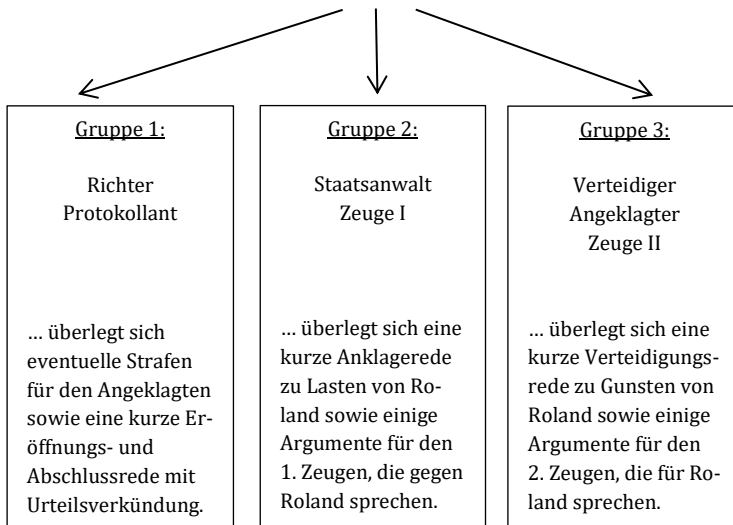 Gruppe 1:
Richter
Protokollant
… überlegt sich
eventuelle Strafen
für den Angeklagten
sowie eine kurze Er-
öffnungs- und
Abschlussrede mit
Urteilsverkündung.
Gruppe 2:
Staatsanwalt
Zeuge I
… überlegt sich eine
kurze Anklagerede
zu Lasten von Ro-
land sowie einige
Argumente für den
1. Zeugen, die gegen
Roland sprechen.
Gruppe 3:
Verteidiger
Angeklagter
Zeuge II
… überlegt sich eine
kurze Verteidigungs-
rede zu Gunsten von
Roland sowie einige
Argumente für den
2. Zeugen, die für Ro-
land sprechen.